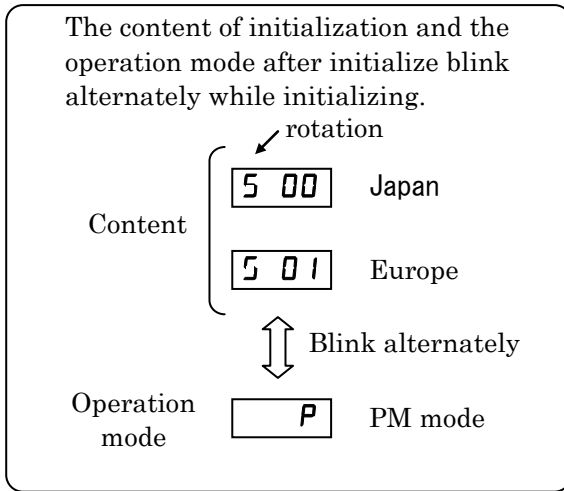 The content of initialization and the
operation mode after initialize blink
alternately while initializing.
rotation
5 00 Japan
Content
5 01 Europe
Blink alternately
Operation
mode
P PM mode